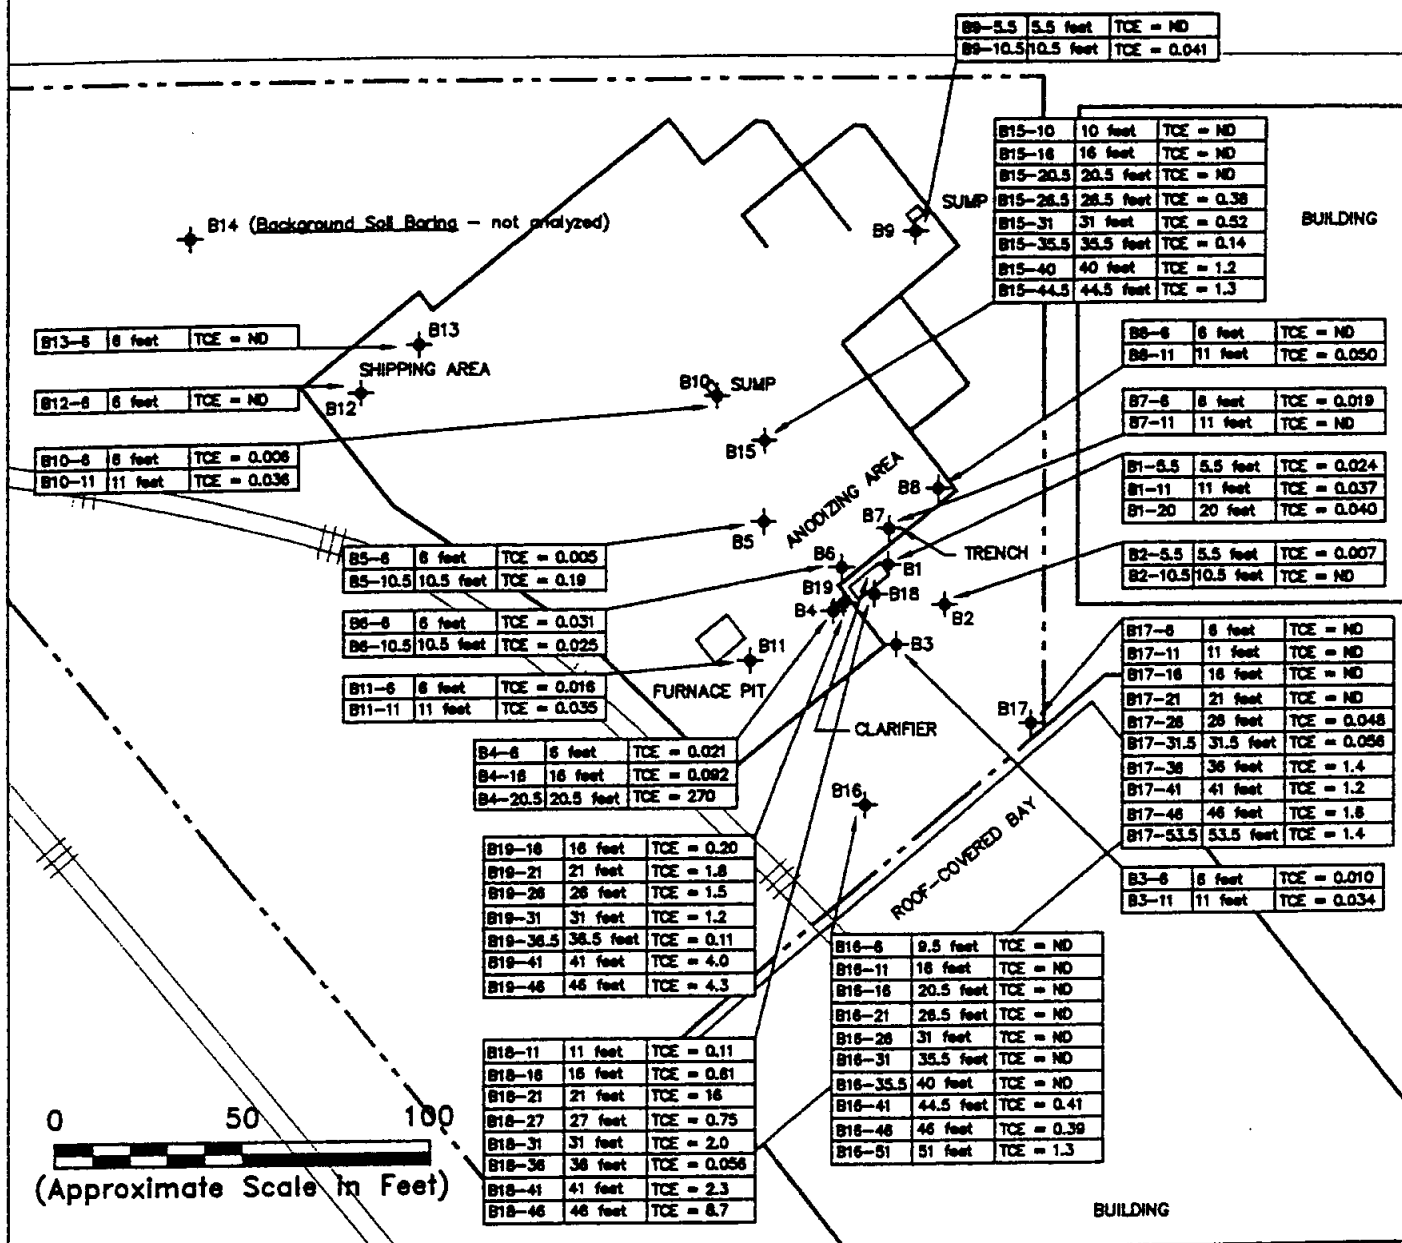 B9-5.5 5.5 feet TCE = ND
B9-10.5 10.5 feet TCE = 0.041
B15-10 10 feet TCE = ND
B15-16 16 feet TCE = ND
B15-20.5 20.5 feet TCE = ND
B15-26.5 26.5 feet TCE = 0.38
B15-31 31 feet TCE = 0.52
B15-35.5 35.5 feet TCE = 0.14
B15-40 40 feet TCE = 1.2
B15-44.5 44.5 feet TCE = 1.3
SUMP
BUILDING
B14 (Background Soil Boring - not analyzed)
B9
B13-6 6 feet TCE = ND
B13
SHIPPING AREA
B8-6 6 feet TCE = ND
B8-11 11 feet TCE = 0.050
B12-6 6 feet TCE = ND
B12
B10
SUMP
B7-6 6 feet TCE = 0.019
B7-11 11 feet TCE = ND
B15
B10-6 6 feet TCE = 0.006
B10-11 11 feet TCE = 0.036
ANODIZING AREA
B8
B1-5.5 5.5 feet TCE = 0.024
B1-11 11 feet TCE = 0.037
B1-20 20 feet TCE = 0.040
B5
B7
TRENCH
B5-6 6 feet TCE = 0.005
B5-10.5 10.5 feet TCE = 0.19
B6
B1
B2-5.5 5.5 feet TCE = 0.007
B2-10.5 10.5 feet TCE = ND
B19
B18
B4
B2
B6-6 6 feet TCE = 0.031
B6-10.5 10.5 feet TCE = 0.025
B3
B17-6 6 feet TCE = ND
B17-11 11 feet TCE = ND
B17-16 16 feet TCE = ND
B17-21 21 feet TCE = ND
B17-26 26 feet TCE = 0.048
B17-31.5 31.5 feet TCE = 0.056
B17-36 36 feet TCE = 1.4
B17-41 41 feet TCE = 1.2
B17-46 46 feet TCE = 1.6
B17-53.5 53.5 feet TCE = 1.4
B11
FURNACE PIT
B11-6 6 feet TCE = 0.016
B11-11 11 feet TCE = 0.035
B17
CLARIFIER
B4-6 6 feet TCE = 0.021
B4-16 16 feet TCE = 0.092
B4-20.5 20.5 feet TCE = 270
B16
ROOF-COVERED BAY
B19-16 16 feet TCE = 0.20
B19-21 21 feet TCE = 1.8
B19-26 26 feet TCE = 1.5
B19-31 31 feet TCE = 1.2
B19-36.5 36.5 feet TCE = 0.11
B19-41 41 feet TCE = 4.0
B19-46 46 feet TCE = 4.3
B3-6 6 feet TCE = 0.010
B3-11 11 feet TCE = 0.034
B16-6 9.5 feet TCE = ND
B16-11 16 feet TCE = ND
B16-16 20.5 feet TCE = ND
B16-21 26.5 feet TCE = ND
B16-26 31 feet TCE = ND
B16-31 35.5 feet TCE = ND
B16-35.5 40 feet TCE = ND
B16-41 44.5 feet TCE = 0.41
B16-46 46 feet TCE = 0.39
B16-51 51 feet TCE = 1.3
B18-11 11 feet TCE = 0.11
B18-16 16 feet TCE = 0.61
B18-21 21 feet TCE = 16
B18-27 27 feet TCE = 0.75
B18-31 31 feet TCE = 2.0
B18-36 36 feet TCE = 0.056
B18-41 41 feet TCE = 2.3
B18-46 46 feet TCE = 8.7
0 50 100
(Approximate Scale in Feet)
BUILDING